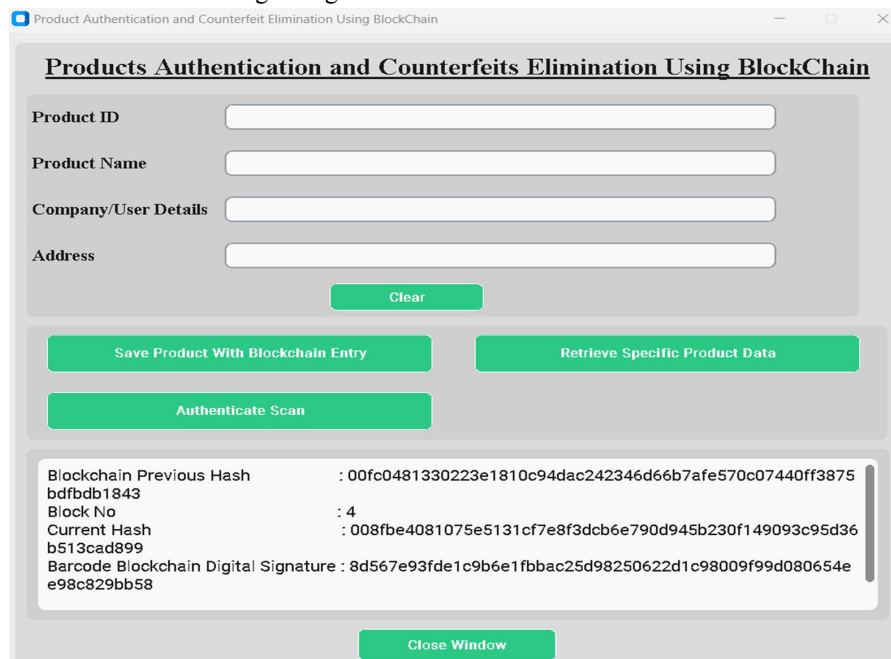 Product Authentication and Counterfeit Elimination Using BlockChain
Products Authentication and Counterfeits Elimination Using BlockChain
Product ID
Product Name
Company/User Details
Address
Clear
Save Product With Blockchain Entry
Retrieve Specific Product Data
Authenticate Scan
Blockchain Previous Hash : 00fc0481330223e1810c94dac242346d66b7afe570c07440ff3875
bdfbdb1843
Block No : 4
Current Hash : 008fbe4081075e5131cf7e8f3dcb6e790d945b230f149093c95d36
b513cad899
Barcode Blockchain Digital Signature : 8d567e93fde1c9b6e1fbbac25d98250622d1c98009f99d080654e
e98c829bb58
Close Window